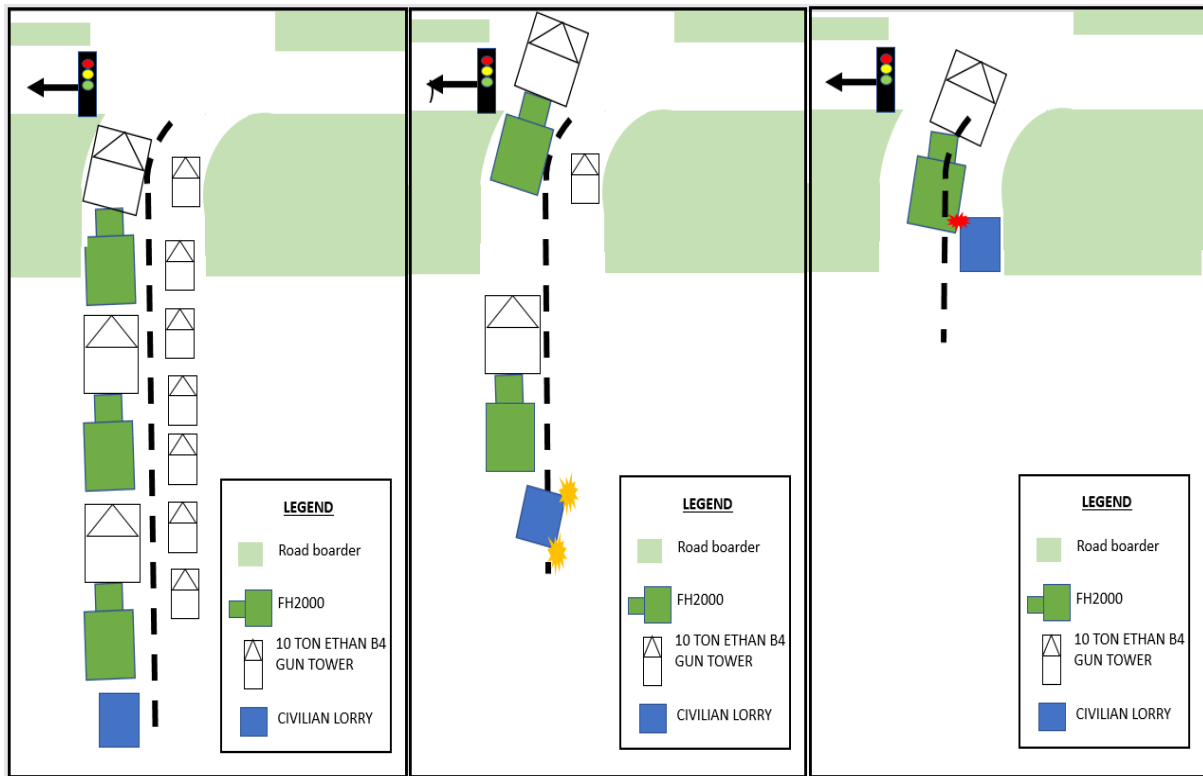 LEGEND
Road boarder
FH2000
10 TON ETHAN B4
GUN TOWER
CIVILIAN LORRY
LEGEND
Road boarder
FH2000
10 TON ETHAN B4
GUN TOWER
CIVILIAN LORRY
LEGEND
Road boarder
FH2000
10 TON ETHAN B4
GUN TOWER
CIVILIAN LORRY